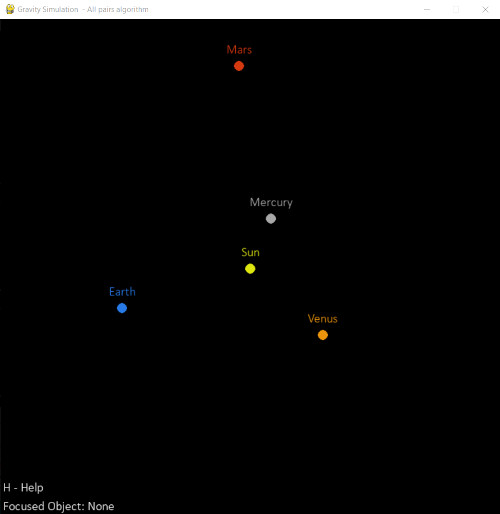 Gravity Simulation - All pairs algorithm
Mars
Mercury
Sun
Earth
Venus
H - Help
Focused Object: None